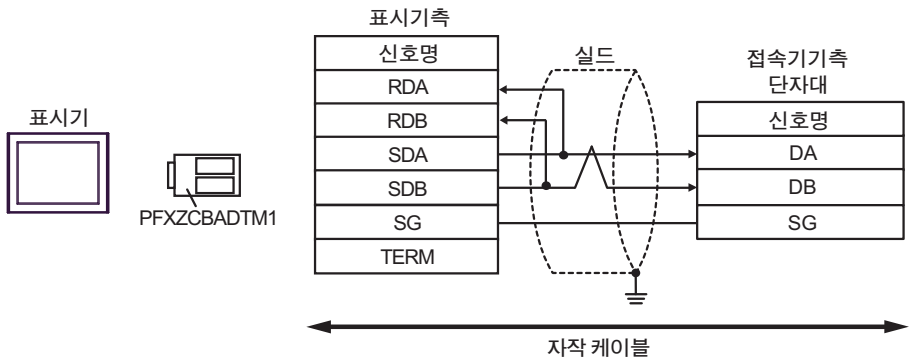 표시기
PFXZCBADTM1
표시기측
신호명
RDA
RDB
SDA
SDB
SG
TERM
실드
접속기기측
단자대
신호명
DA
DB
SG
자작 케이블